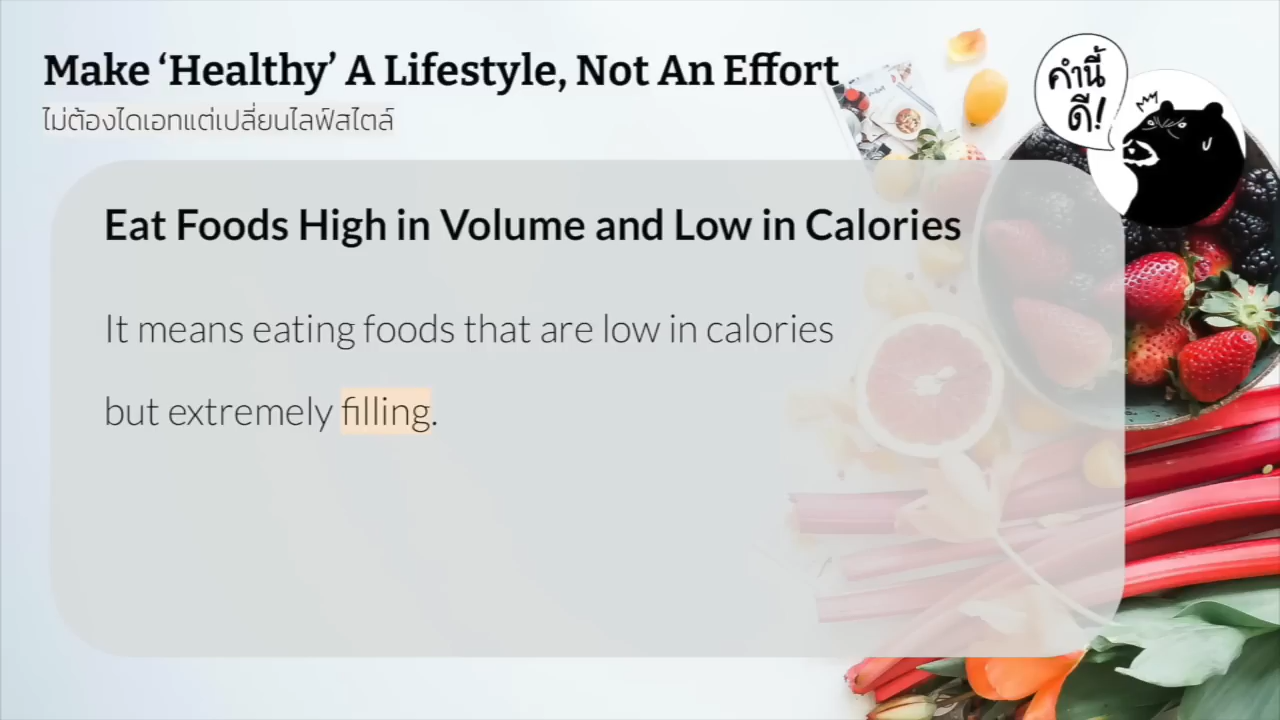 Make ‘Healthy’ A Lifestyle, Not An Effort
ไม่ต้องไดเอทแต่เปลี่ยนไลฟ์สไตล์
คำนี้
ดี!
Eat Foods High in Volume and Low in Calories
It means eating foods that are low in calories
but extremely filling.